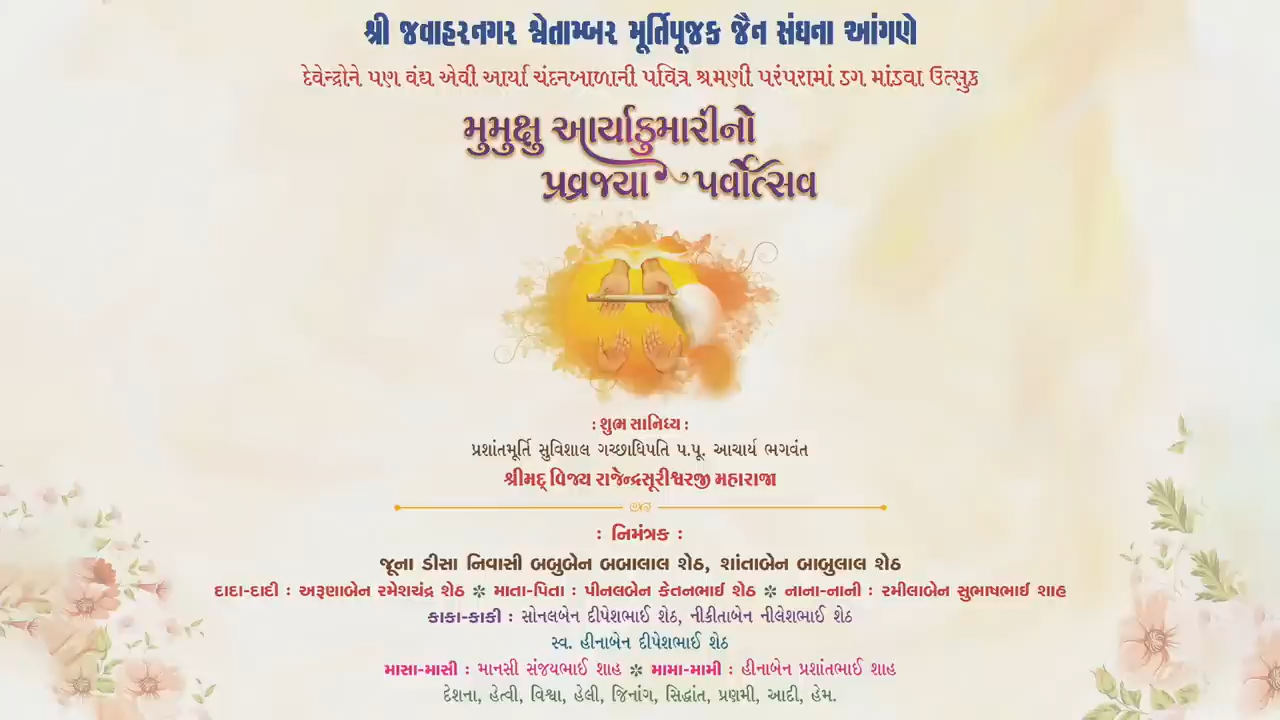 શ્રી જવાહરનગર શ્વેતામ્બર મૂર્તિપૂજક જૈન સંઘના આંગણે
દેવેન્દ્રોને પણ વંદ્ય એવી આર્યા ચંદનબાળાની પવિત્ર શ્રમણી પરંપરામાં ડગ માંડવા ઉત્સુક
મુમુક્ષુ આર્યાકુમારીનો
પ્રવ્રજ્યા પર્વોત્સવ
: શુભ સાનિધ્ય :
પ્રશાંતમૂર્તિ સુવિશાલ ગચ્છાધિપતિ પ.પૂ. આચાર્ય ભગવંત
શ્રીમદ્ વિજય રાજેન્દ્રસૂરીશ્વરજી મહારાજા
: નિમંત્રક :
જૂના ડીસા નિવાસી બબુબેન બબાલાલ શેઠ, શાંતાબેન બાબુલાલ શેઠ
દાદા-દાદી : અરૂણાબેન રમેશચંદ્ર શેઠ ❇ માતા-પિતા : પીનલબેન કેતનભાઈ શેઠ ❇ નાના-નાની : રમીલાબેન સુભાષભાઈ શાહ
કાકા-કાકી : સોનલબેન દીપેશભાઈ શેઠ, નીકીતાબેન નીલેશભાઈ શેઠ
સ્વ. હીનાબેન દીપેશભાઈ શેઠ
માસા-માસી : માનસી સંજયભાઈ શાહ ❇ મામા-મામી : હીનાબેન પ્રશાંતભાઈ શાહ
દેશના, હેત્વી, વિશ્વા, હેલી, જિનાંગ, સિદ્ધાંત, પ્રણમી, આદી, હેમ.